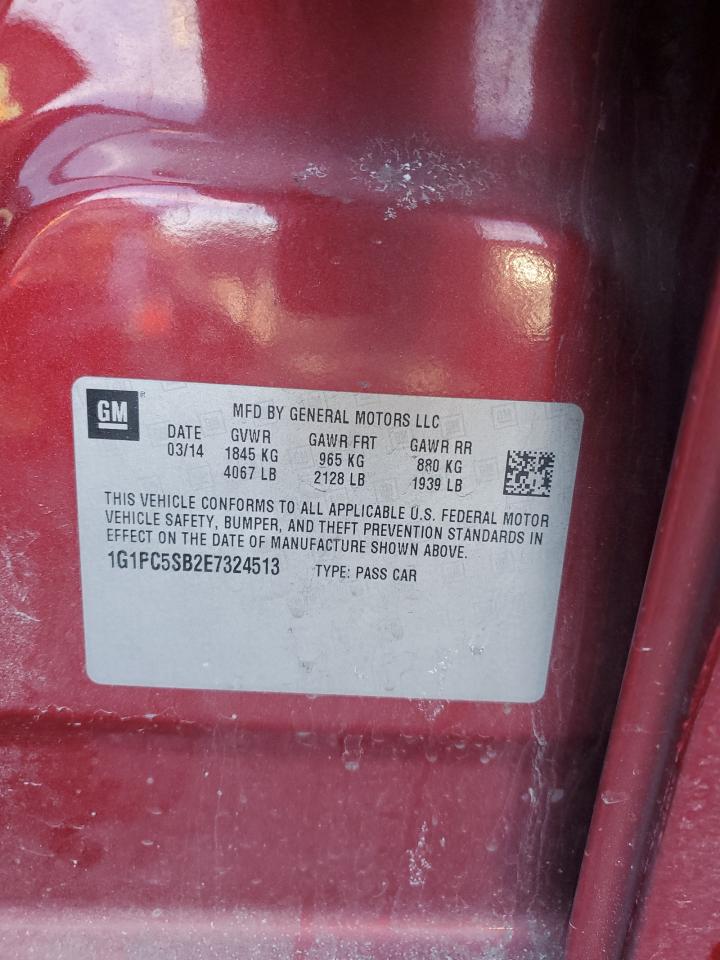 GM ®
MFD BY GENERAL MOTORS LLC
DATE GVWR GAWR FRT GAWR RR
03/14 1845 KG 965 KG 880 KG
4067 LB 2128 LB 1939 LB
THIS VEHICLE CONFORMS TO ALL APPLICABLE U.S. FEDERAL MOTOR
VEHICLE SAFETY, BUMPER, AND THEFT PREVENTION STANDARDS IN
EFFECT ON THE DATE OF MANUFACTURE SHOWN ABOVE.
1G1PC5SB2E7324513 TYPE: PASS CAR